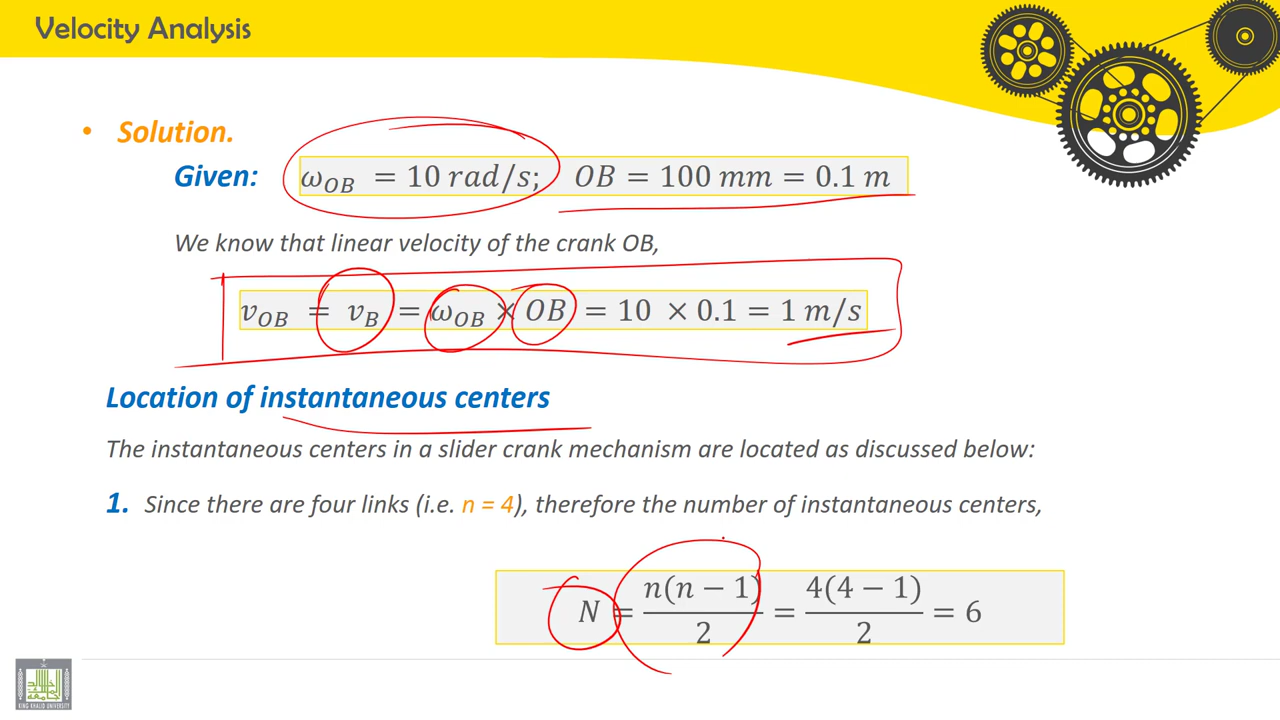 Velocity Analysis
• Solution.
Given: ω_OB = 10 rad/s; OB = 100 mm = 0.1 m
We know that linear velocity of the crank OB,
v_OB = v_B = ω_OB × OB = 10 × 0.1 = 1 m/s
Location of instantaneous centers
The instantaneous centers in a slider crank mechanism are located as discussed below:
1. Since there are four links (i.e. n = 4), therefore the number of instantaneous centers,
N = n(n − 1)/2 = 4(4 − 1)/2 = 6
KING KHALID UNIVERSITY